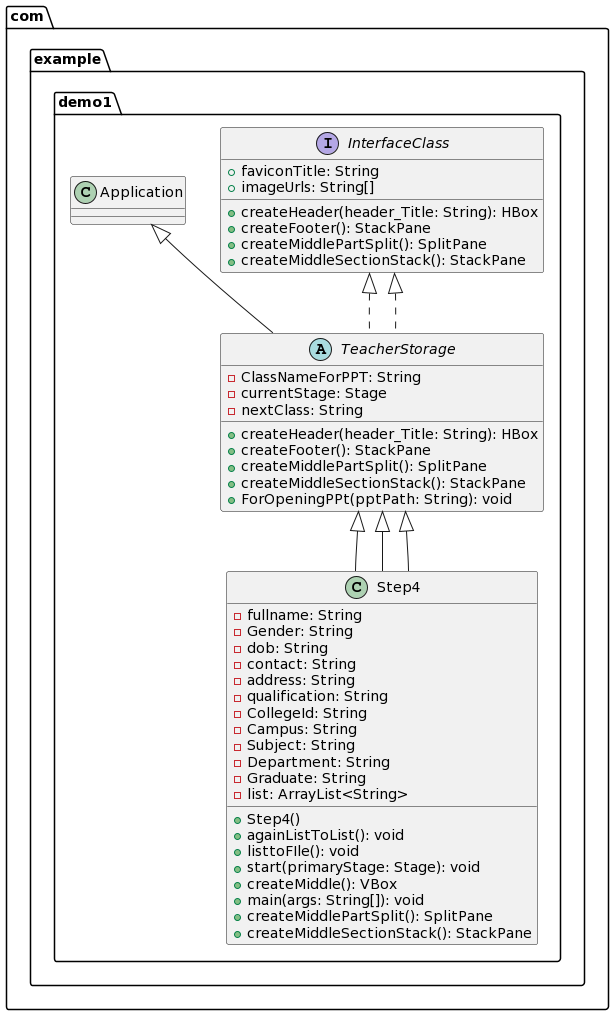 com
example
demo1
I InterfaceClass
faviconTitle: String
imageUrls: String[]
createHeader(header_Title: String): HBox
createFooter(): StackPane
createMiddlePartSplit(): SplitPane
createMiddleSectionStack(): StackPane
C Application
A TeacherStorage
ClassNameForPPT: String
currentStage: Stage
nextClass: String
createHeader(header_Title: String): HBox
createFooter(): StackPane
createMiddlePartSplit(): SplitPane
createMiddleSectionStack(): StackPane
ForOpeningPPt(pptPath: String): void
C Step4
fullname: String
Gender: String
dob: String
contact: String
address: String
qualification: String
CollegeId: String
Campus: String
Subject: String
Department: String
Graduate: String
list: ArrayList<String>
Step4()
againListToList(): void
listtoFIle(): void
start(primaryStage: Stage): void
createMiddle(): VBox
main(args: String[]): void
createMiddlePartSplit(): SplitPane
createMiddleSectionStack(): StackPane